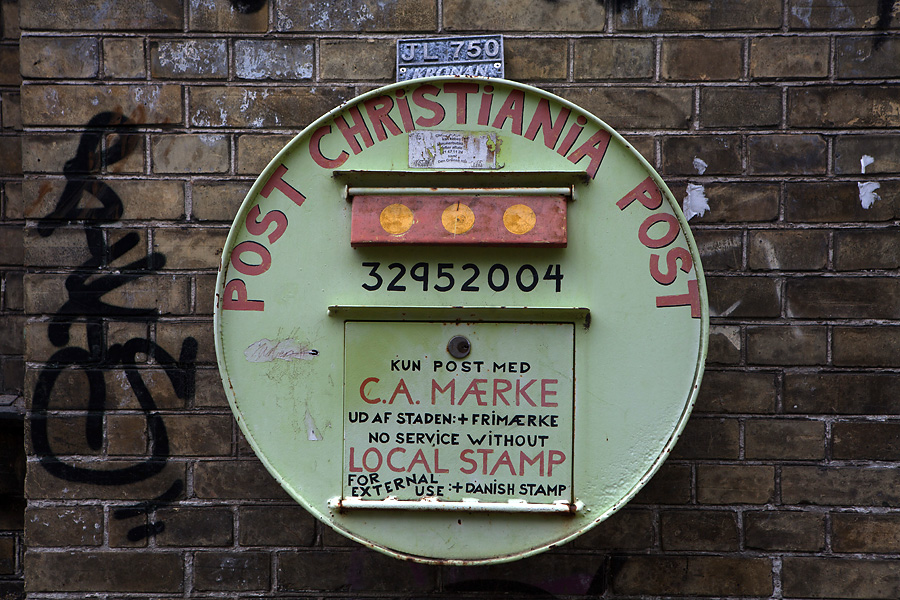 JL 750
KRONAN
POST CHRiSTiANiA POST
32952004
KUN POST MED
C.A. MÆRKE
UD AF STADEN:+FRIMÆRKE
NO SERVICE WITHOUT
LOCAL STAMP
FOR
EXTERNAL USE:+DANISH STAMP